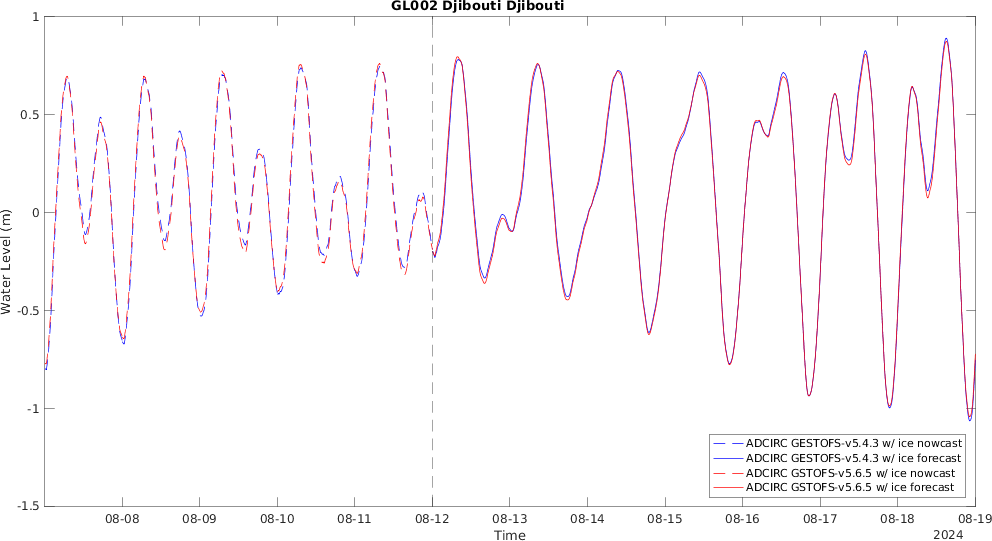 GL002 Djibouti Djibouti
1
0.5
0
-0.5
-1
-1.5
Water Level (m)
08-08
08-09
08-10
08-11
08-12
08-13
08-14
08-15
08-16
08-17
08-18
08-19
Time
2024
ADCIRC GESTOFS-v5.4.3 w/ ice nowcast
ADCIRC GESTOFS-v5.4.3 w/ ice forecast
ADCIRC GSTOFS-v5.6.5 w/ ice nowcast
ADCIRC GSTOFS-v5.6.5 w/ ice forecast